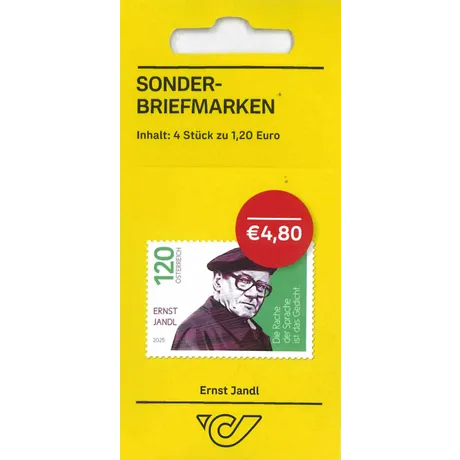 SONDER-
BRIEFMARKEN
Inhalt: 4 Stück zu 1,20 Euro
€4,80
120
ÖSTERREICH
ERNST
JANDL
2025
Die Rache
der Sprache
ist das Gedicht
Ernst Jandl